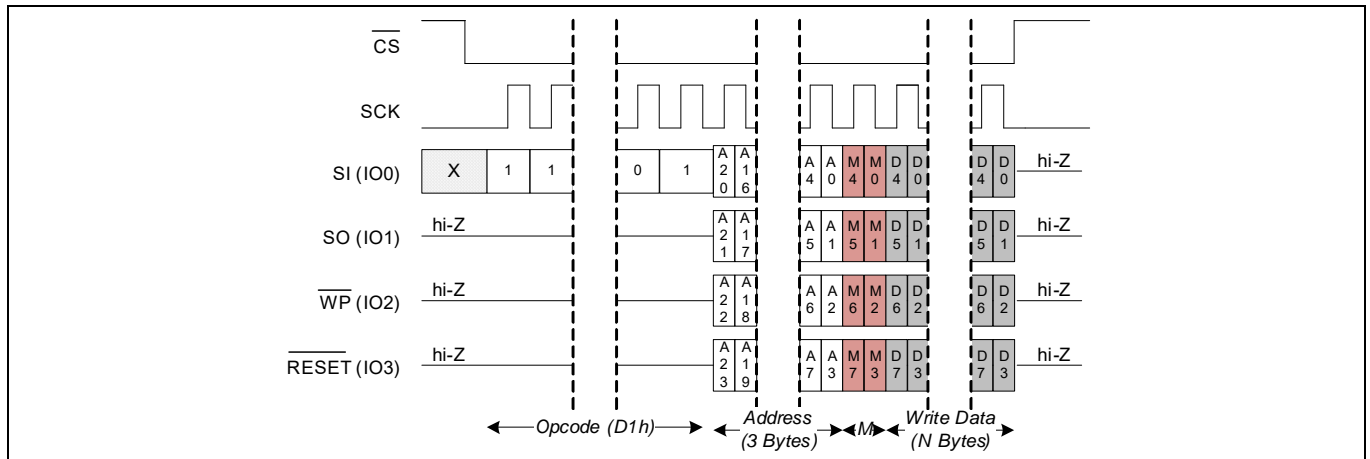 CS
SCK
SI (IO0) X 1 1 0 1 A20 A16 A4 A0 M4 M0 D4 D0 D4 D0 hi-Z
hi-Z
SO (IO1) A21 A17 A5 A1 M5 M1 D5 D1 D5 D1 hi-Z
hi-Z
WP (IO2) A22 A18 A6 A2 M6 M2 D6 D2 D6 D2 hi-Z
hi-Z
RESET (IO3) A23 A19 A7 A3 M7 M3 D7 D3 D7 D3 hi-Z
Opcode (D1h) Address (3 Bytes) M Write Data (N Bytes)